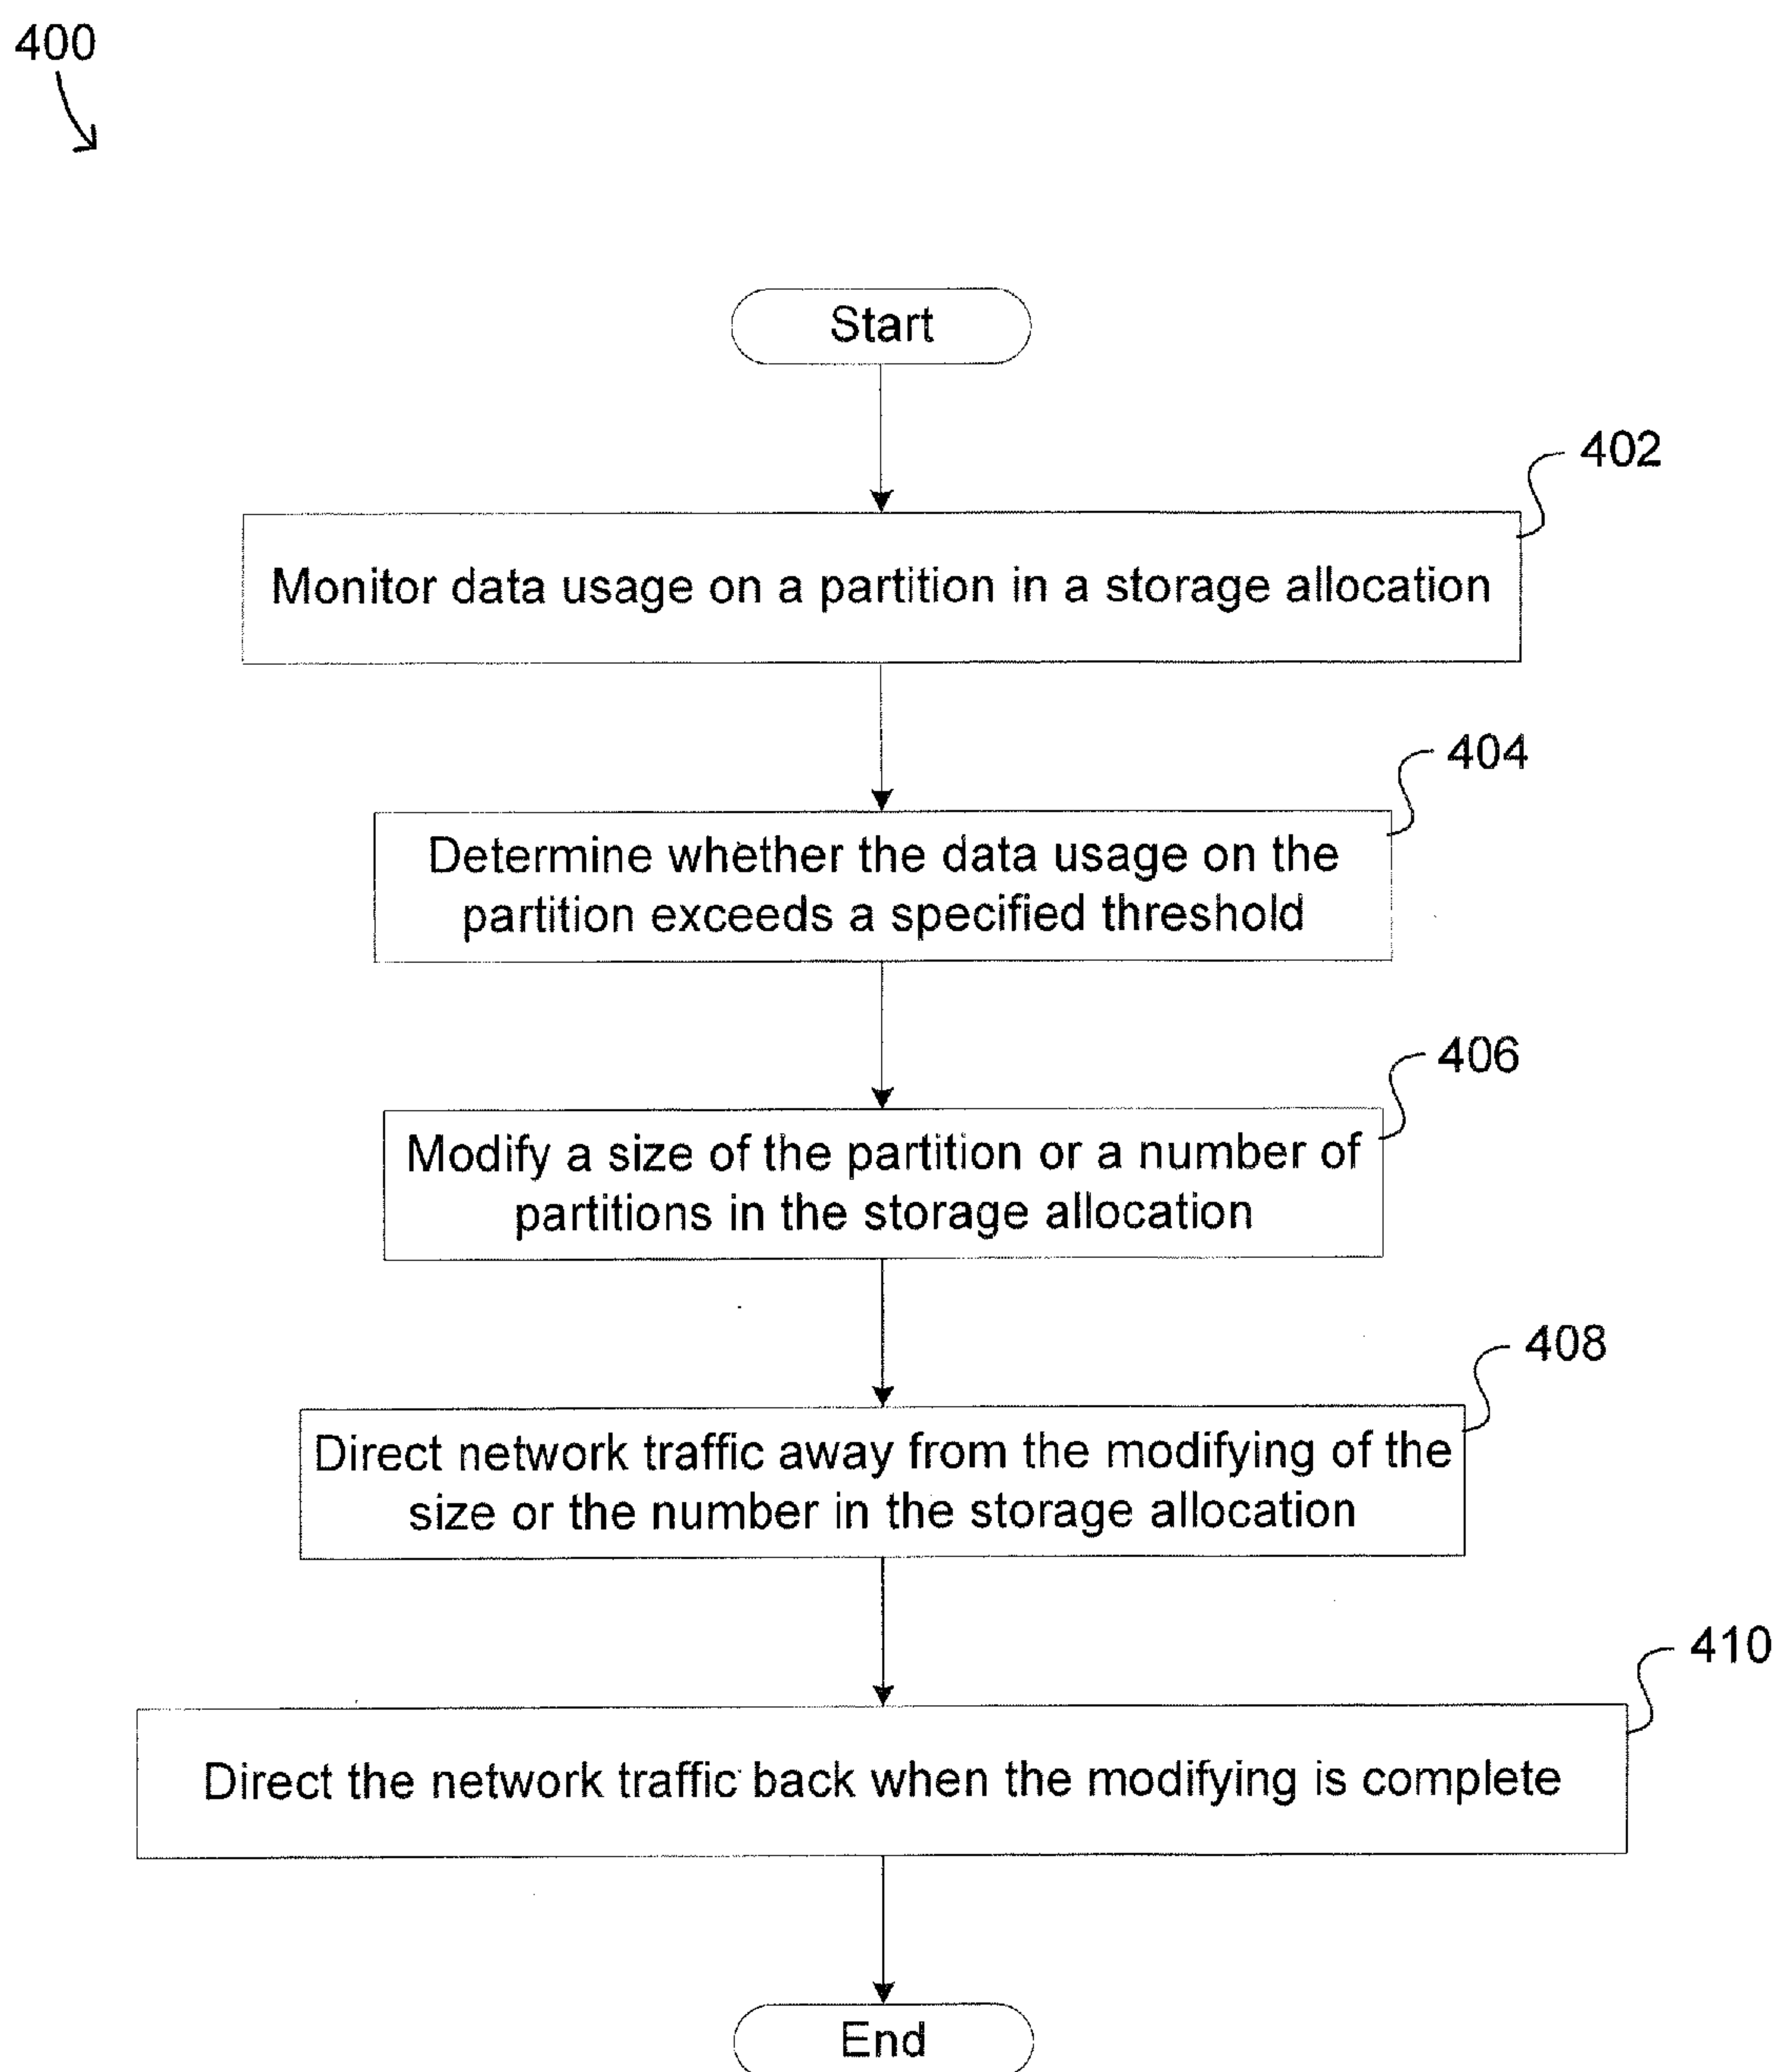 400
Start
402
Monitor data usage on a partition in a storage allocation
404
Determine whether the data usage on the
partition exceeds a specified threshold
406
Modify a size of the partition or a number of
partitions in the storage allocation
408
Direct network traffic away from the modifying of the
size or the number in the storage allocation
410
Direct the network traffic back when the modifying is complete
End